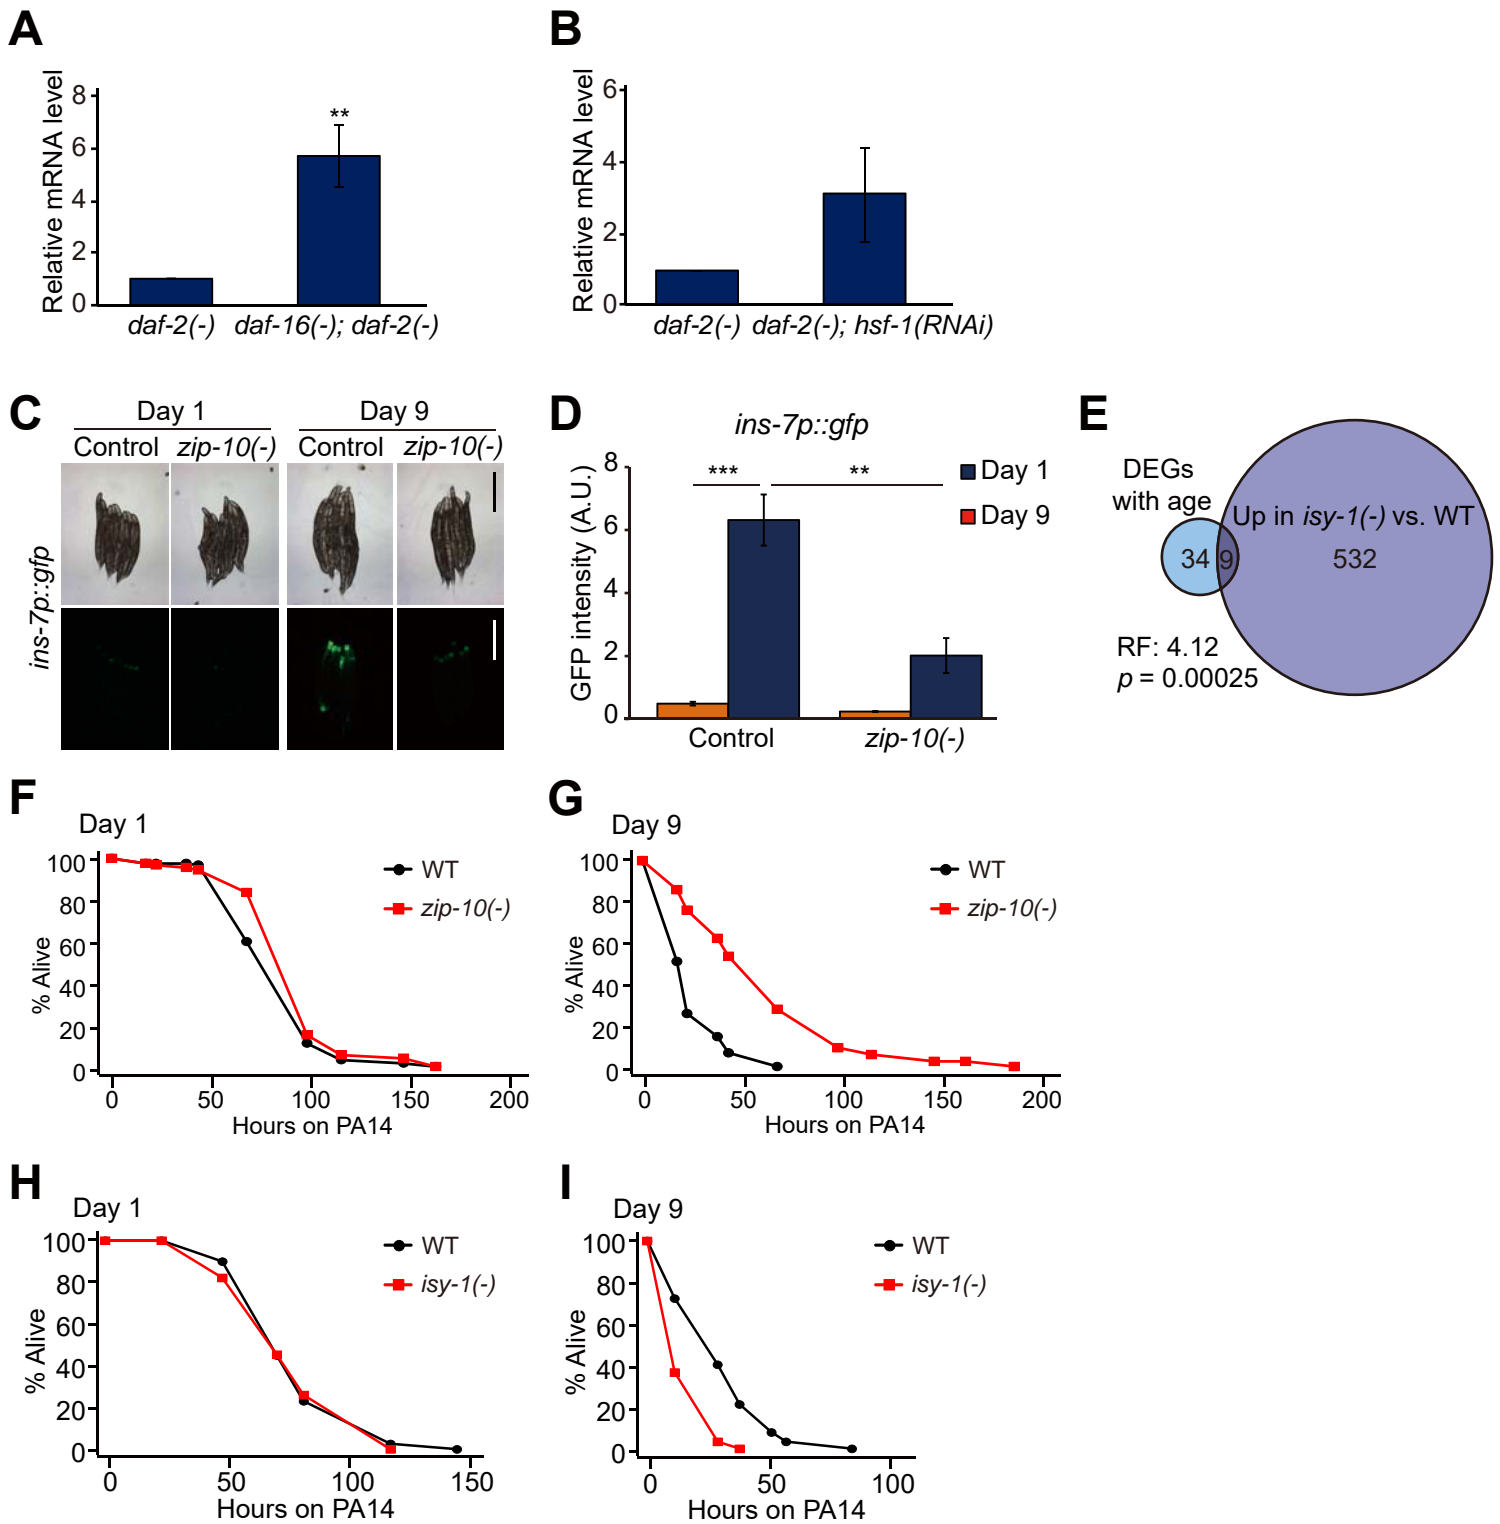 A
Relative mRNA level
8
6
4
2
0
**
daf-2(-) daf-16(-); daf-2(-)
B
Relative mRNA level
6
4
2
0
daf-2(-) daf-2(-); hsf-1(RNAi)
C
Day 1 Day 9
Control zip-10(-) Control zip-10(-)
ins-7p::gfp
D
ins-7p::gfp
GFP intensity (A.U.)
8
6
4
2
0
*** **
Day 1
Day 9
Control zip-10(-)
E
DEGs
with age
Up in isy-1(-) vs. WT
34 9 532
RF: 4.12
p = 0.00025
F
Day 1
% Alive
100
80
60
40
20
0
WT
zip-10(-)
0 50 100 150 200
Hours on PA14
G
Day 9
% Alive
100
80
60
40
20
0
WT
zip-10(-)
0 50 100 150 200
Hours on PA14
H
Day 1
% Alive
100
80
60
40
20
0
WT
isy-1(-)
0 50 100 150
Hours on PA14
I
Day 9
% Alive
100
80
60
40
20
0
WT
isy-1(-)
0 50 100
Hours on PA14